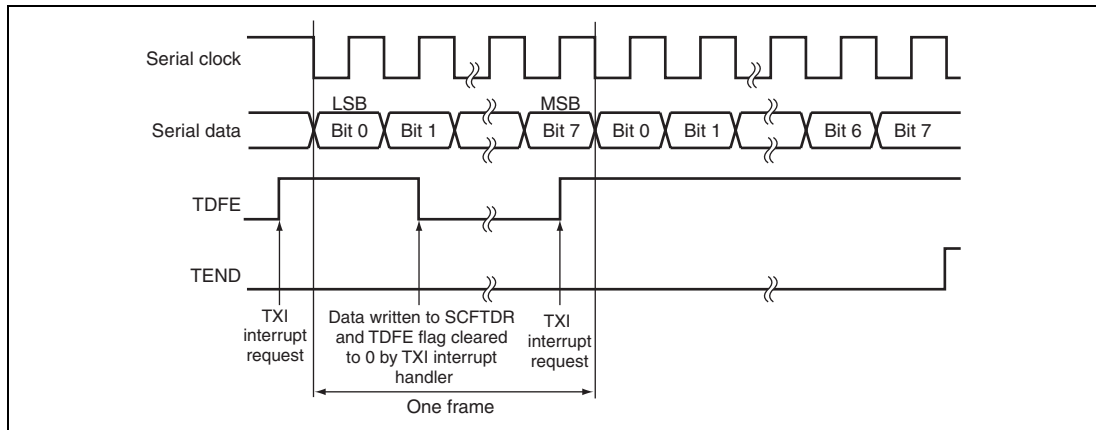 Serial clock
LSB
MSB
Serial data
Bit 0
Bit 1
Bit 7
Bit 0
Bit 1
Bit 6
Bit 7
TDFE
TEND
TXI
interrupt
request
Data written to SCFTDR
and TDFE flag cleared
to 0 by TXI interrupt
handler
TXI
interrupt
request
One frame